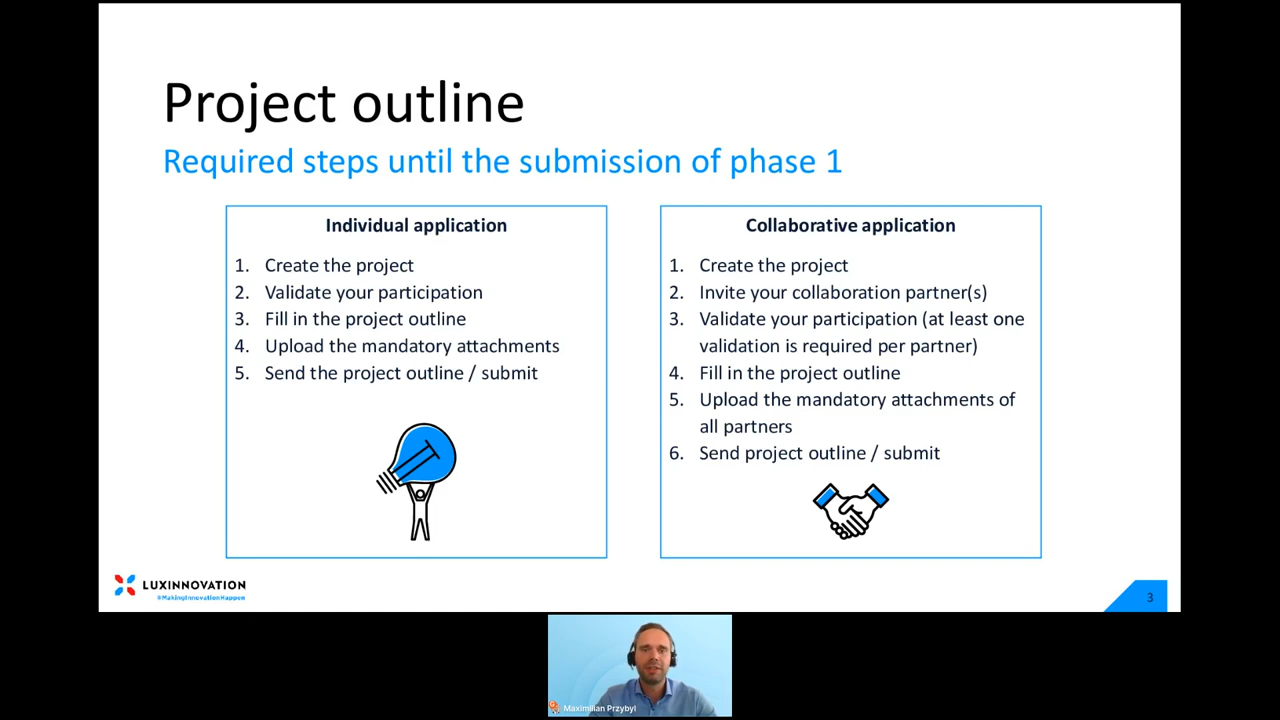 Project outline
Required steps until the submission of phase 1
Individual application
1. Create the project
2. Validate your participation
3. Fill in the project outline
4. Upload the mandatory attachments
5. Send the project outline / submit
Collaborative application
1. Create the project
2. Invite your collaboration partner(s)
3. Validate your participation (at least one
validation is required per partner)
4. Fill in the project outline
5. Upload the mandatory attachments of
all partners
6. Send project outline / submit
LUXINNOVATION
#MakingInnovationHappen
3
Maximilian Przybyl